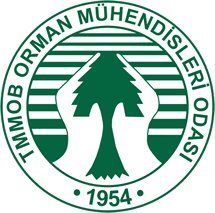 TMMOB ORMAN MÜHENDİSLERİ ODASI
• 1954 •